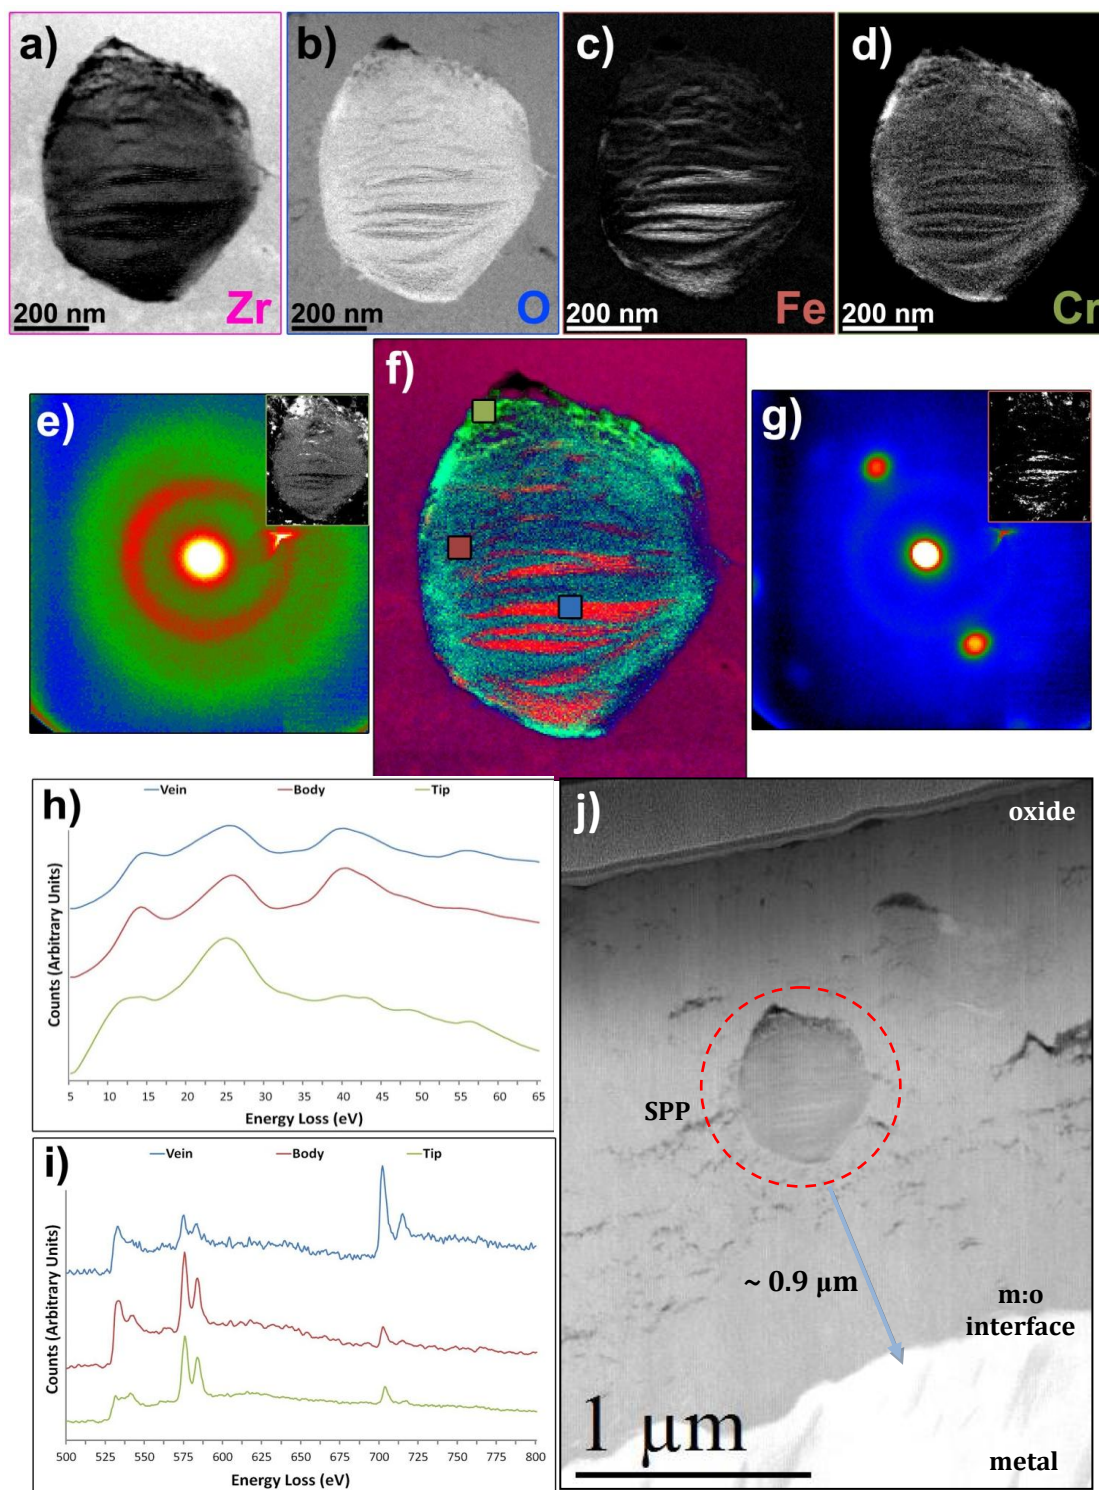 a)
b)
c)
d)
200 nm
Zr
200 nm
O
200 nm
Fe
200 nm
Cr
e)
f)
g)
h)
Vein
Body
Tip
Counts (Arbitrary Units)
5 10 15 20 25 30 35 40 45 50 55 60 65
Energy Loss (eV)
i)
Vein
Body
Tip
Counts (Arbitrary Units)
500 525 550 575 600 625 650 675 700 725 750 775 800
Energy Loss (eV)
j)
oxide
SPP
~ 0.9 μm
m:o
interface
1 μm
metal